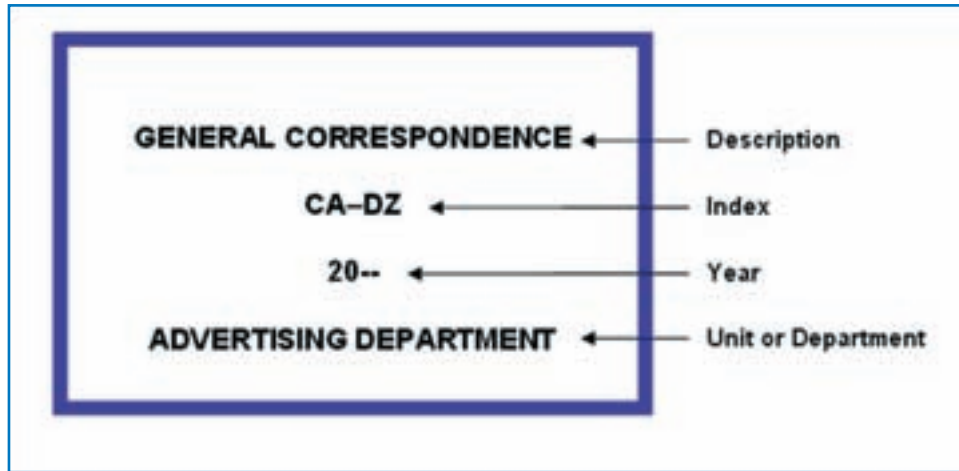 GENERAL CORRESPONDENCE Description
CA–DZ Index
20-- Year
ADVERTISING DEPARTMENT Unit or Department